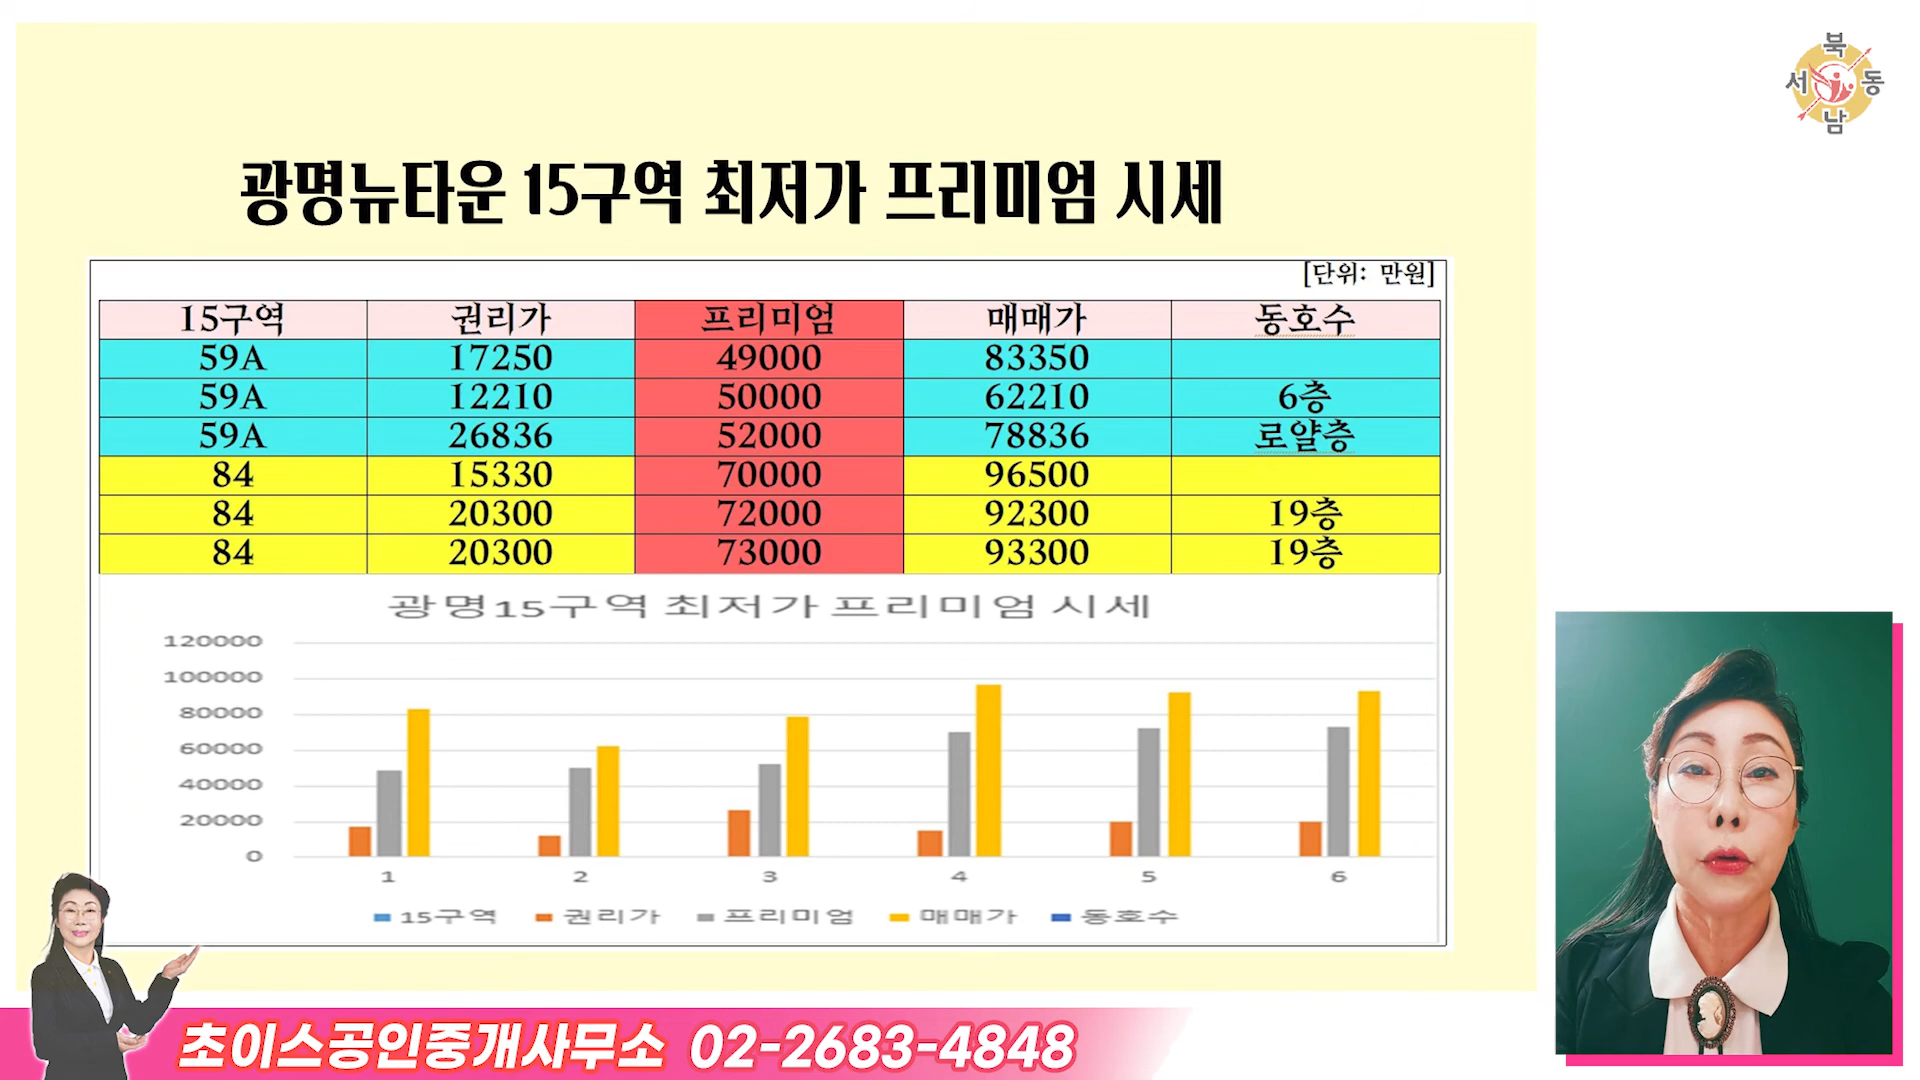 북
서 동
남
광명뉴타운 15구역 최저가 프리미엄 시세
[단위: 만원]
15구역 권리가 프리미엄 매매가 동호수
59A 17250 49000 83350
59A 12210 50000 62210 6층
59A 26836 52000 78836 로얄층
84 15330 70000 96500
84 20300 72000 92300 19층
84 20300 73000 93300 19층
광명15구역 최저가 프리미엄 시세
120000
100000
80000
60000
40000
20000
0
1 2 3 4 5 6
15구역 권리가 프리미엄 매매가 동호수
초이스공인중개사무소 02-2683-4848